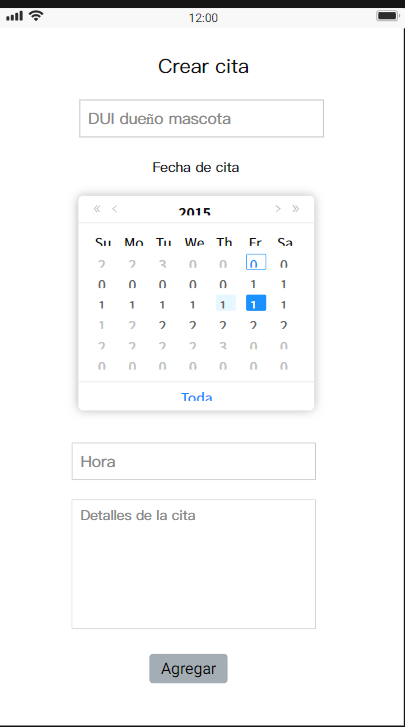 12:00
Crear cita
DUI dueño mascota
Fecha de cita
« < 2015 > »
Su Mo Tu We Th Fr Sa
2 2 3 0 0 0 0
0 0 0 0 0 1 1
1 1 1 1 1 1 1
1 2 2 2 2 2 2
2 2 2 2 3 0 0
0 0 0 0 0 0 0
Toda
Hora
Detalles de la cita
Agregar